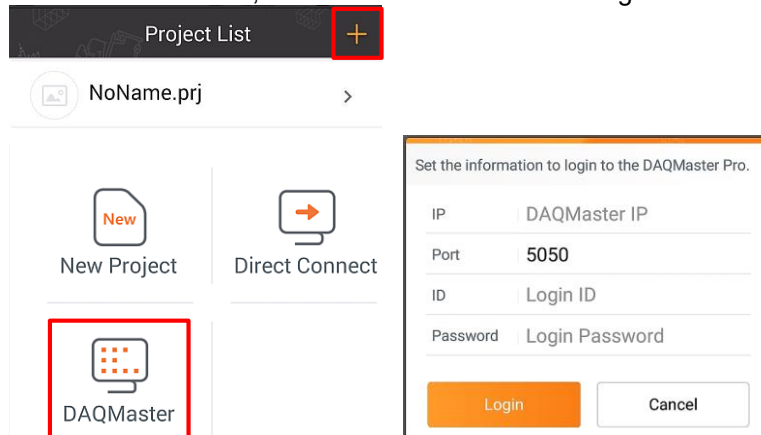 Project List +
NoName.prj >
New
New Project
Direct Connect
DAQMaster
Set the information to login to the DAQMaster Pro.
IP DAQMaster IP
Port 5050
ID Login ID
Password Login Password
Login Cancel